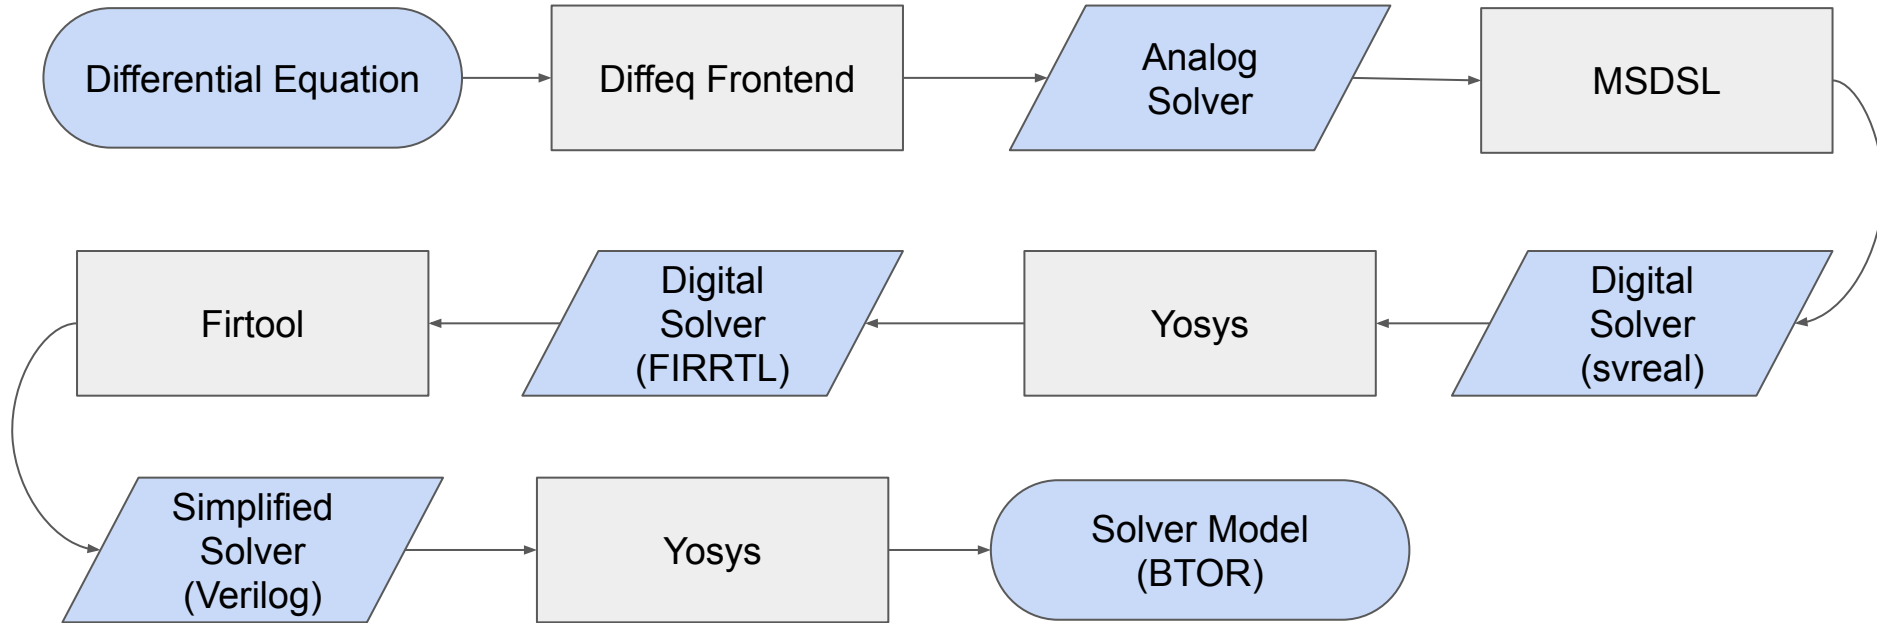 Differential Equation
Diffeq Frontend
Analog
Solver
MSDSL
Firtool
Digital
Solver
(FIRRTL)
Yosys
Digital
Solver
(svreal)
Simplified
Solver
(Verilog)
Yosys
Solver Model
(BTOR)